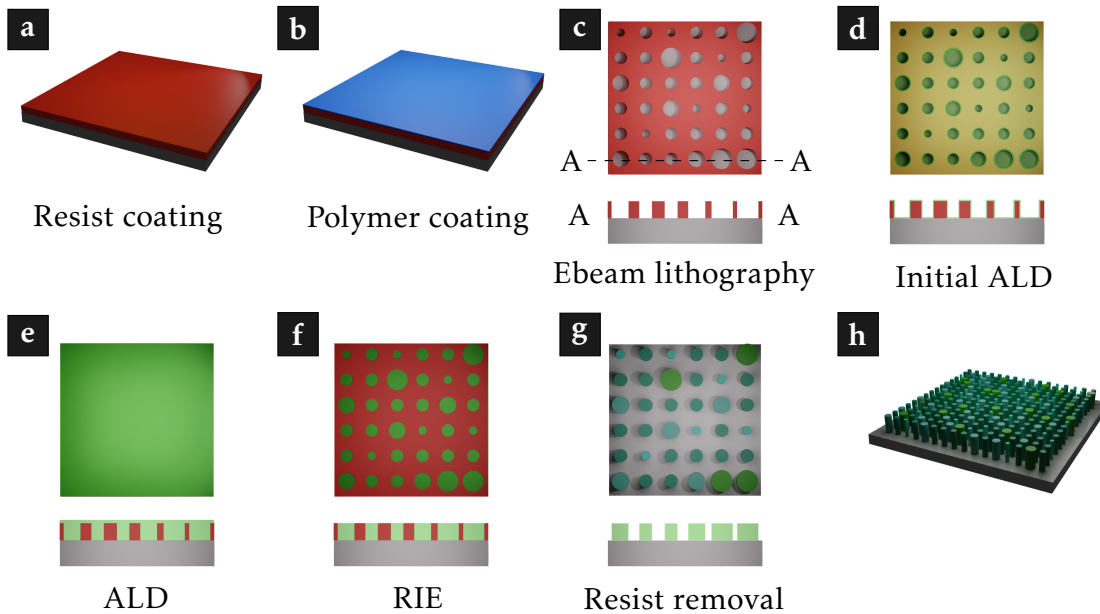 a
b
c
d
A
A
A
A
Resist coating
Polymer coating
Ebeam lithography
Initial ALD
e
f
g
h
ALD
RIE
Resist removal